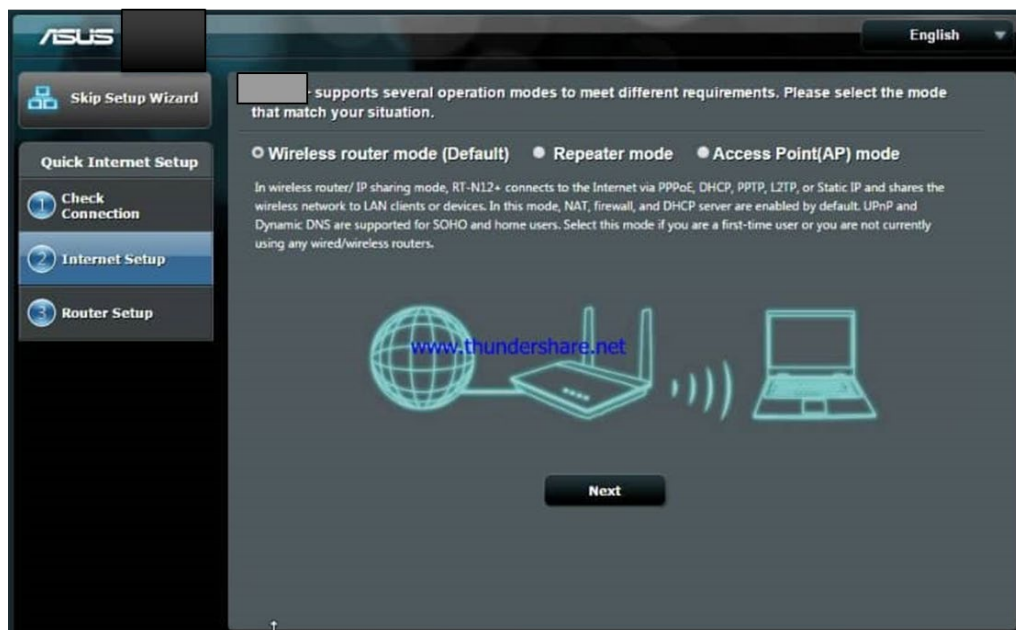 ASUS
English
Skip Setup Wizard
supports several operation modes to meet different requirements. Please select the mode
that match your situation.
Quick Internet Setup
Wireless router mode (Default) Repeater mode Access Point(AP) mode
1 Check
Connection
In wireless router/ IP sharing mode, RT-N12+ connects to the Internet via PPPoE, DHCP, PPTP, L2TP, or Static IP and shares the
wireless network to LAN clients or devices. In this mode, NAT, firewall, and DHCP server are enabled by default. UPnP and
Dynamic DNS are supported for SOHO and home users. Select this mode if you are a first-time user or you are not currently
using any wired/wireless routers.
2 Internet Setup
3 Router Setup
www.thundershare.net
Next